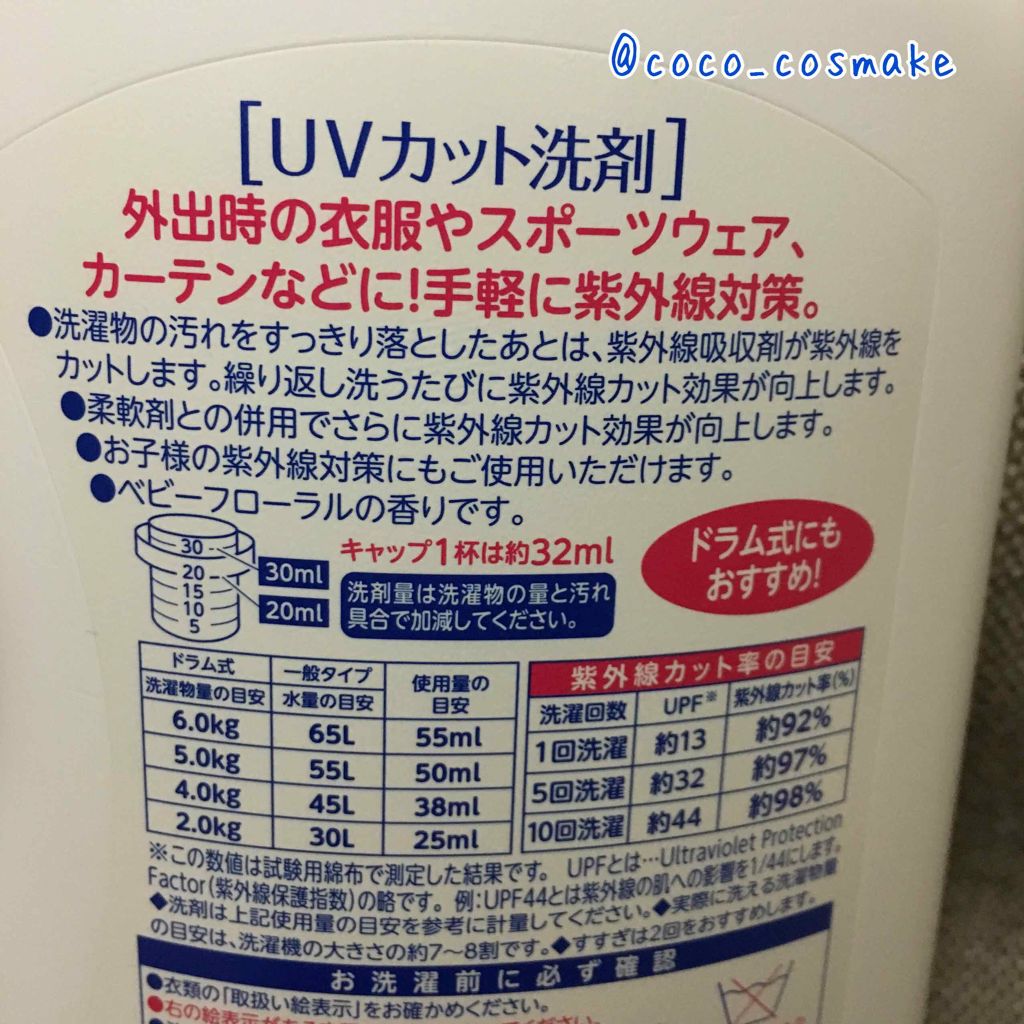 @coco_cosmake
[UVカット洗剤]
外出時の衣服やスポーツウェア、
カーテンなどに!手軽に紫外線対策。
●洗濯物の汚れをすっきり落としたあとは、紫外線吸収剤が紫外線を
カットします。繰り返し洗うたびに紫外線カット効果が向上します。
●柔軟剤との併用でさらに紫外線カット効果が向上します。
●お子様の紫外線対策にもご使用いただけます。
●ベビーフローラルの香りです。
キャップ1杯は約32ml
30
20
15
10
5
30ml
20ml
洗剤量は洗濯物の量と汚れ
具合で加減してください。
ドラム式にも
おすすめ!
ドラム式 一般タイプ 使用量の
洗濯物量の目安 水量の目安 目安
6.0kg 65L 55ml
5.0kg 55L 50ml
4.0kg 45L 38ml
2.0kg 30L 25ml
紫外線カット率の目安
洗濯回数 UPF※ 紫外線カット率(%)
1回洗濯 約13 約92%
5回洗濯 約32 約97%
10回洗濯 約44 約98%
※この数値は試験用綿布で測定した結果です。 UPFとは…Ultraviolet Protection
Factor(紫外線保護指数)の略です。例:UPF44とは紫外線の肌への影響を1/44にします。
◆洗剤は上記使用量の目安を参考に計量してください。◆実際に洗える洗濯物量
の目安は、洗濯機の大きさの約7〜8割です。◆すすぎは2回をおすすめします。
お洗濯前に必ず確認
●衣類の「取扱い絵表示」をお確かめください。
●右の絵表示がある